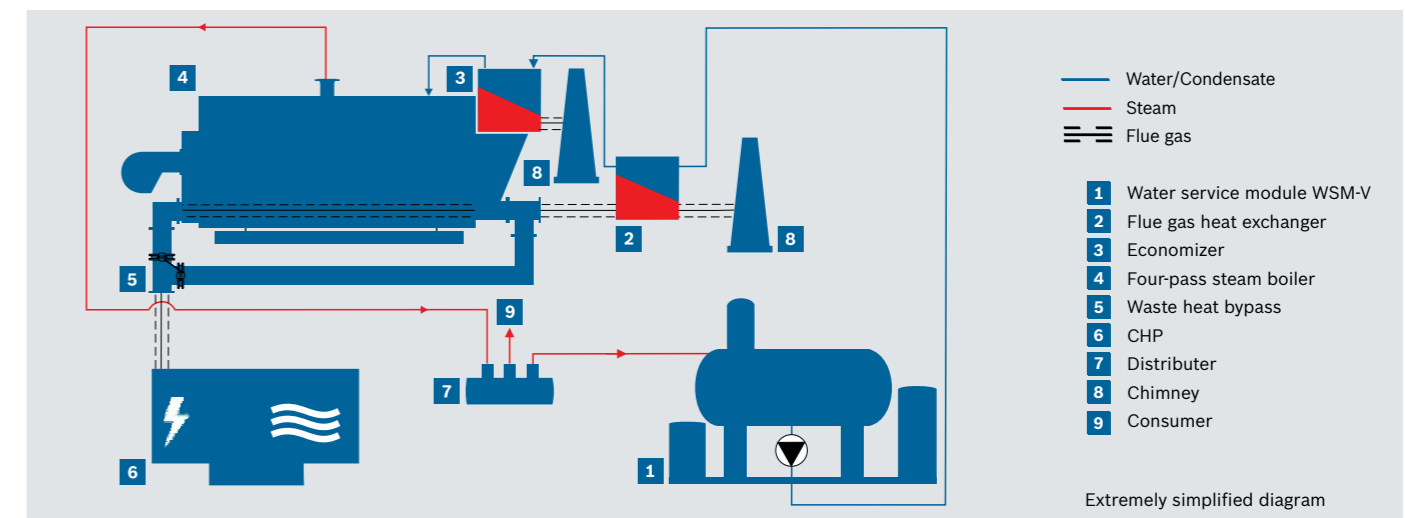 4
3
8
2
8
5
9
7
6
1
Water/Condensate
Steam
Flue gas
1 Water service module WSM-V
2 Flue gas heat exchanger
3 Economizer
4 Four-pass steam boiler
5 Waste heat bypass
6 CHP
7 Distributer
8 Chimney
9 Consumer
Extremely simplified diagram